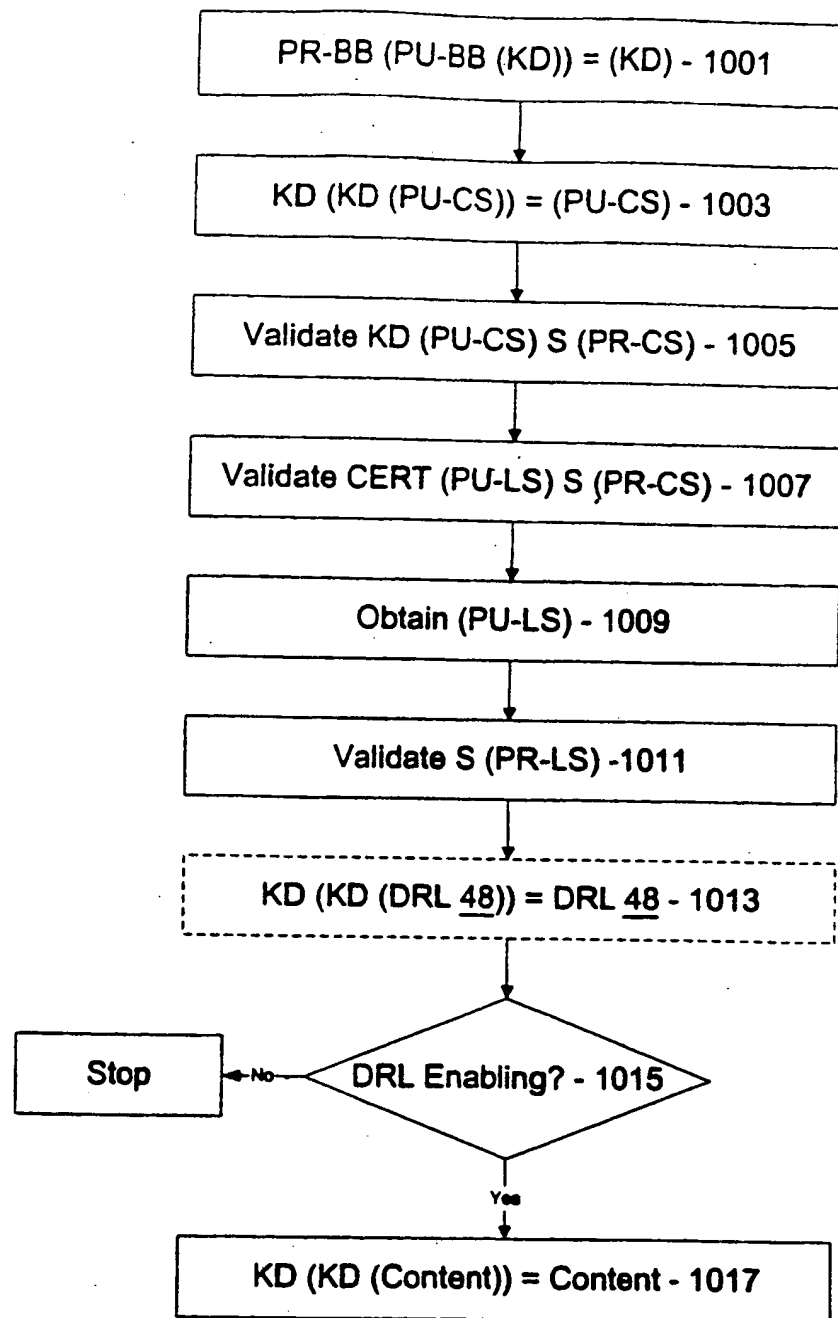 PR-BB (PU-BB (KD)) = (KD) - 1001
KD (KD (PU-CS)) = (PU-CS) - 1003
Validate KD (PU-CS) S (PR-CS) - 1005
Validate CERT (PU-LS) S (PR-CS) - 1007
Obtain (PU-LS) - 1009
Validate S (PR-LS) -1011
KD (KD (DRL 48)) = DRL 48 - 1013
DRL Enabling? - 1015
No
Stop
Yes
KD (KD (Content)) = Content - 1017